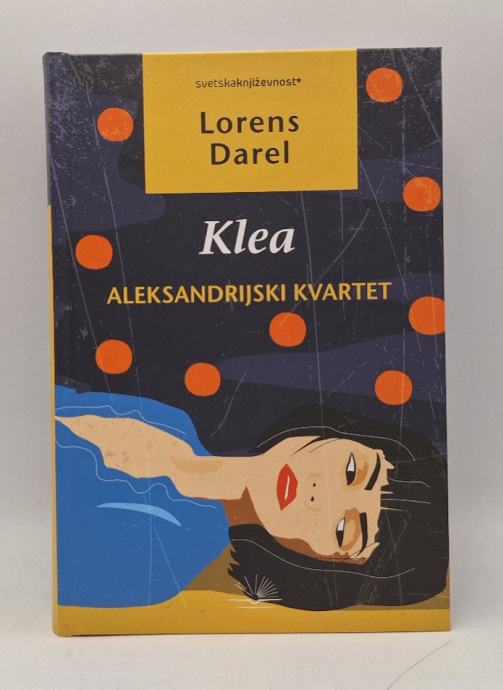 svetskaknjiževnost*
Lorens
Darel
Klea
ALEKSANDRIJSKI KVARTET